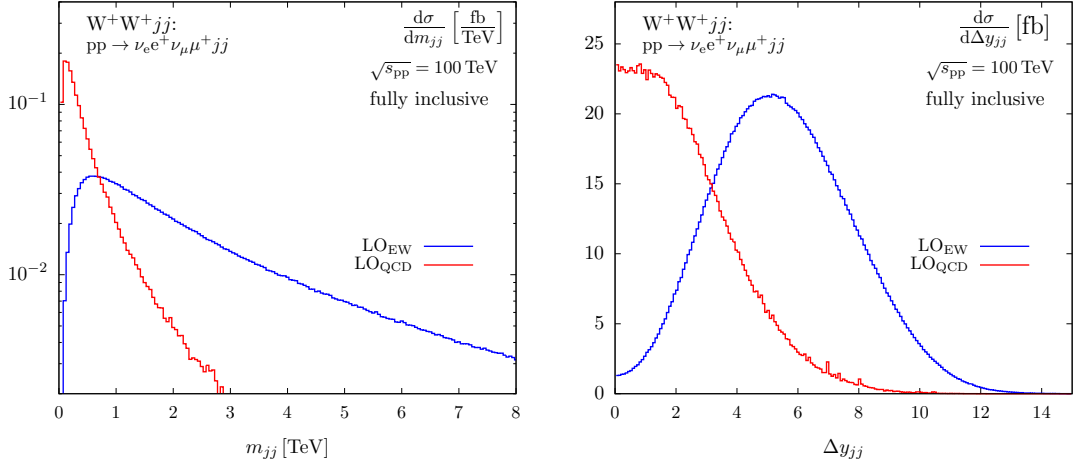 W⁺W⁺jj:
pp → νₑe⁺ν_μμ⁺jj
dσ/dm_jj [fb/TeV]
√s_pp = 100 TeV
fully inclusive
10⁻¹
10⁻²
LO_EW
LO_QCD
0 1 2 3 4 5 6 7 8
m_jj [TeV]
W⁺W⁺jj:
pp → νₑe⁺ν_μμ⁺jj
dσ/dΔy_jj [fb]
√s_pp = 100 TeV
fully inclusive
25
20
15
10
5
0
LO_EW
LO_QCD
0 2 4 6 8 10 12 14
Δy_jj